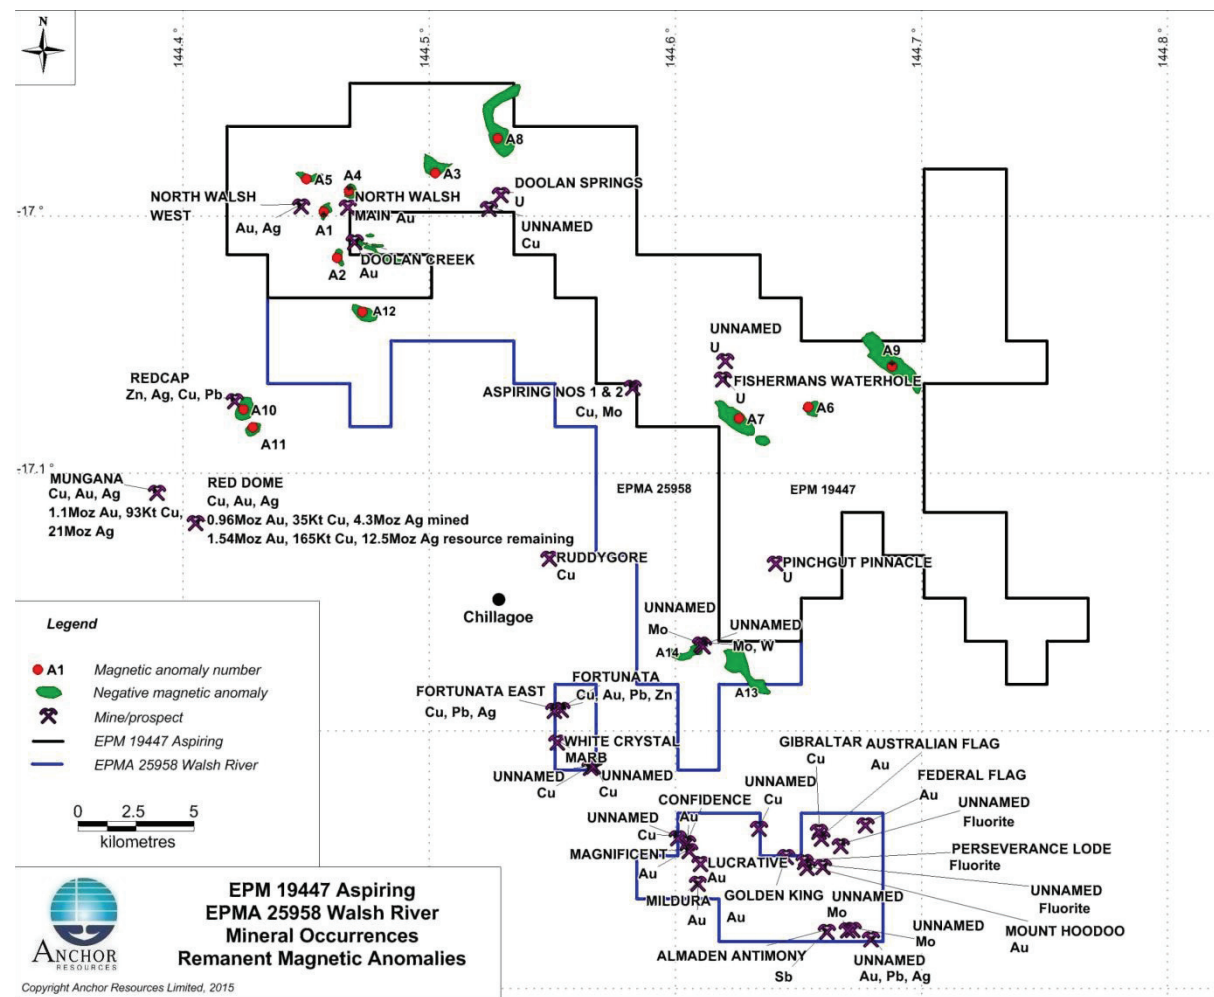 N
144.4 °
144.5 °
144.6 °
144.7 °
144.8 °
A8
A3
A5
A4
NORTH WALSH
WEST
Au, Ag
A1
NORTH WALSH
MAIN Au
DOOLAN SPRINGS
U
UNNAMED
Cu
-17 °
A2
DOOLAN CREEK
Au
A12
UNNAMED
U
A9
FISHERMANS WATERHOLE
U
REDCAP
Zn, Ag, Cu, Pb
A10
A11
ASPIRING NOS 1 & 2
Cu, Mo
A7
A6
-17.1 °
MUNGANA
Cu, Au, Ag
1.1Moz Au, 93Kt Cu,
21Moz Ag
RED DOME
Cu, Au, Ag
0.96Moz Au, 35Kt Cu, 4.3Moz Ag mined
1.54Moz Au, 165Kt Cu, 12.5Moz Ag resource remaining
EPMA 25958
EPM 19447
RUDDYGORE
Cu
PINCHGUT PINNACLE
U
Chillagoe
UNNAMED
Mo
UNNAMED
Mo, W
A14
A13
FORTUNATA
Cu, Au, Pb, Zn
FORTUNATA EAST
Cu, Pb, Ag
WHITE CRYSTAL
MARB
UNNAMED
Cu
UNNAMED
Cu
GIBRALTAR
Cu
AUSTRALIAN FLAG
Au
UNNAMED
Cu
FEDERAL FLAG
Au
CONFIDENCE
Au
UNNAMED
Cu
UNNAMED
Fluorite
MAGNIFICENT
Au
LUCRATIVE
Au
PERSEVERANCE LODE
Fluorite
GOLDEN KING
Au
MILDURA
Au
UNNAMED
Fluorite
UNNAMED
Mo
UNNAMED
Mo
MOUNT HOODOO
Au
ALMADEN ANTIMONY
Sb
UNNAMED
Au, Pb, Ag
Legend
A1 Magnetic anomaly number
Negative magnetic anomaly
Mine/prospect
EPM 19447 Aspiring
EPMA 25958 Walsh River
0 2.5 5
kilometres
ANCHOR
RESOURCES
EPM 19447 Aspiring
EPMA 25958 Walsh River
Mineral Occurrences
Remanent Magnetic Anomalies
Copyright Anchor Resources Limited, 2015